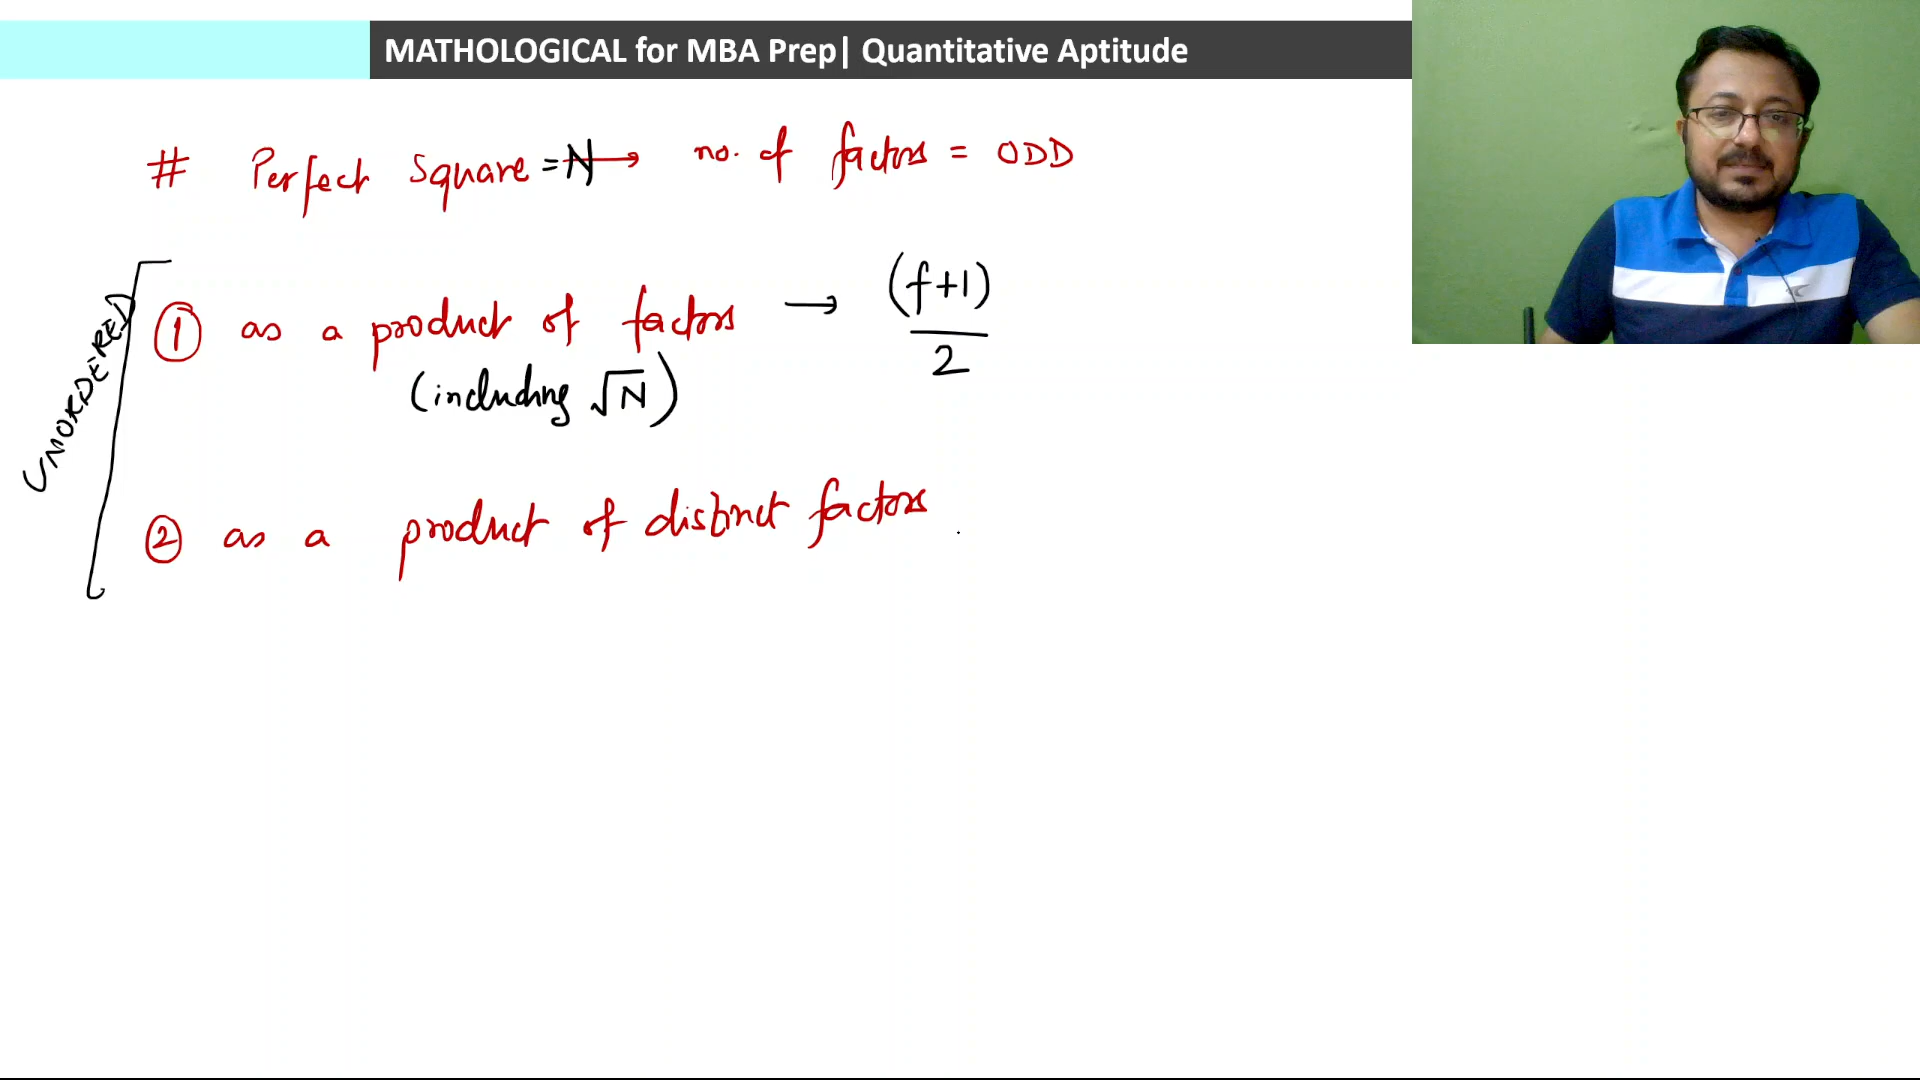 MATHOLOGICAL for MBA Prep| Quantitative Aptitude
# Perfect Square = N → no. of factors = ODD
UNORDERED
① as a product of factors → (f+1)/2
(including √N)
② as a product of distinct factors